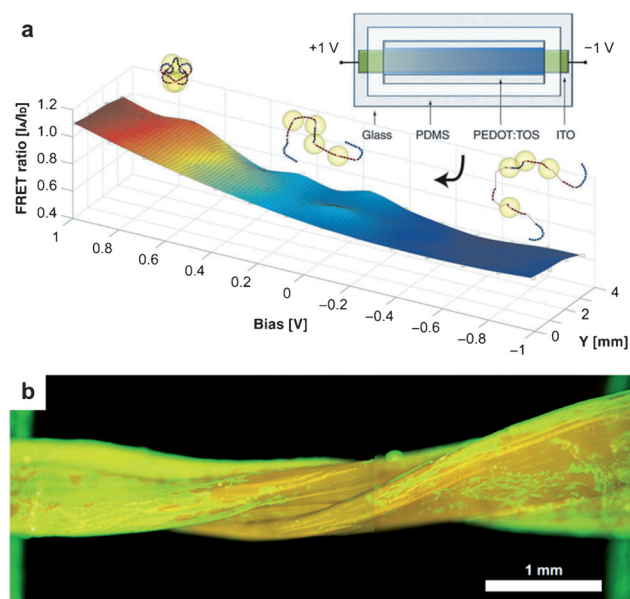 a
+1 V
−1 V
Glass
PDMS
PEDOT:TOS
ITO
FRET ratio [IA/ID]
1.2
1.0
0.8
0.6
0.4
1
0.8
0.6
0.4
0.2
0
−0.2
−0.4
−0.6
−0.8
−1
Bias [V]
0
2
4
Y [mm]
b
1 mm